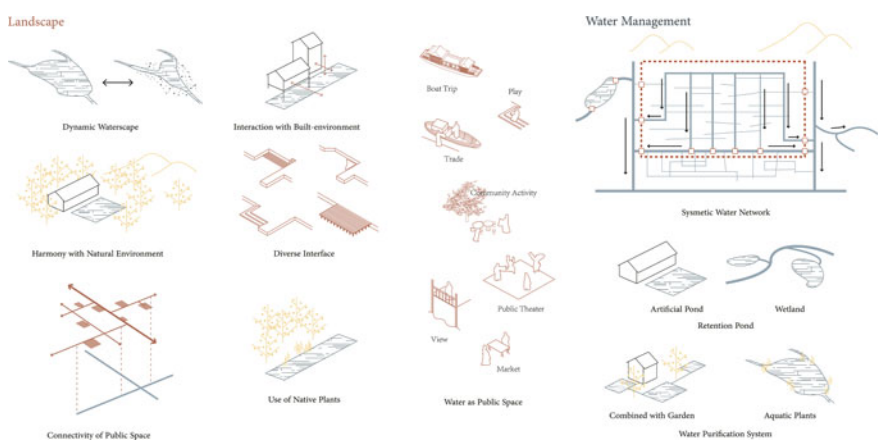 Landscape
Water Management
Dynamic Waterscape
Interaction with Built-environment
Boat Trip
Play
Trade
Community Activity
Sysmetic Water Network
Harmony with Natural Environment
Diverse Interface
Public Theater
View
Market
Artificial Pond
Wetland
Retention Pond
Connectivity of Public Space
Use of Native Plants
Water as Public Space
Combined with Garden
Aquatic Plants
Water Purification System